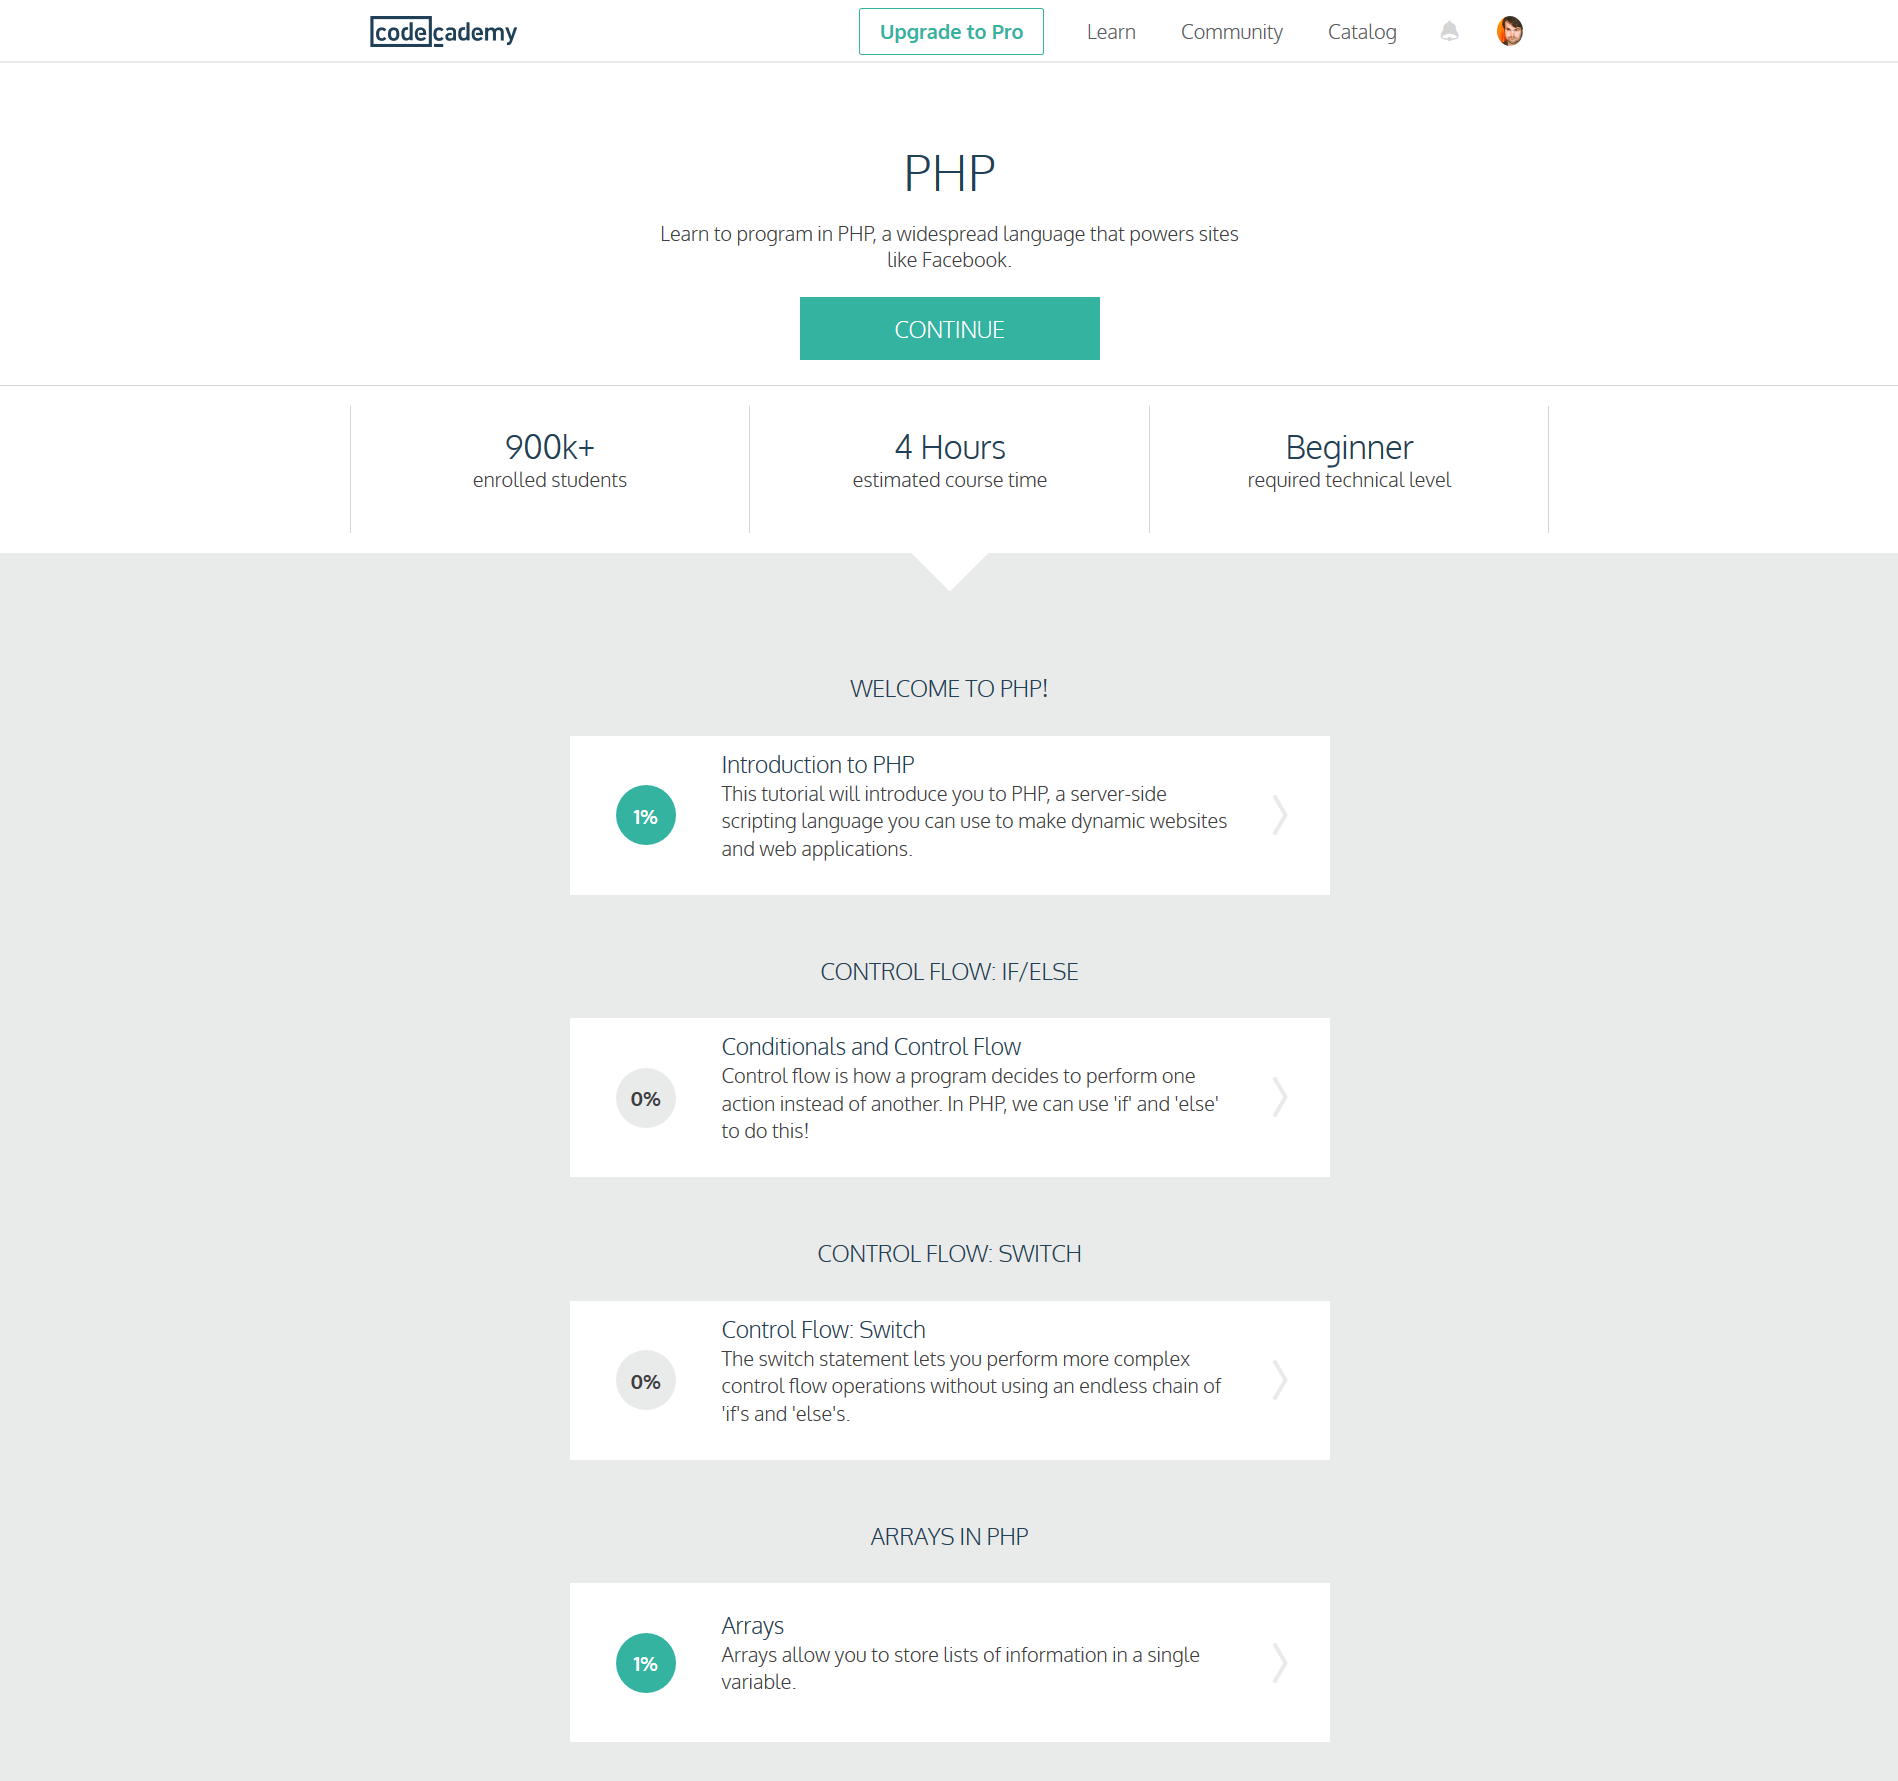 codecademy
Upgrade to Pro
Learn
Community
Catalog
PHP
Learn to program in PHP, a widespread language that powers sites
like Facebook.
CONTINUE
900k+
enrolled students
4 Hours
estimated course time
Beginner
required technical level
WELCOME TO PHP!
1%
Introduction to PHP
This tutorial will introduce you to PHP, a server-side
scripting language you can use to make dynamic websites
and web applications.
CONTROL FLOW: IF/ELSE
0%
Conditionals and Control Flow
Control flow is how a program decides to perform one
action instead of another. In PHP, we can use 'if' and 'else'
to do this!
CONTROL FLOW: SWITCH
0%
Control Flow: Switch
The switch statement lets you perform more complex
control flow operations without using an endless chain of
'if's and 'else's.
ARRAYS IN PHP
1%
Arrays
Arrays allow you to store lists of information in a single
variable.